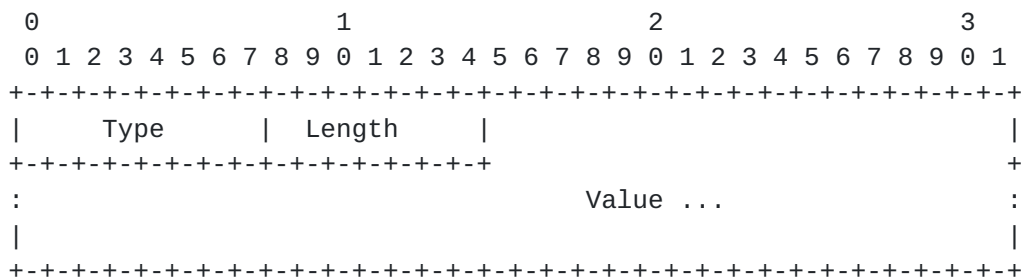 0                   1                   2                   3
 0 1 2 3 4 5 6 7 8 9 0 1 2 3 4 5 6 7 8 9 0 1 2 3 4 5 6 7 8 9 0 1
+-+-+-+-+-+-+-+-+-+-+-+-+-+-+-+-+-+-+-+-+-+-+-+-+-+-+-+-+-+-+-+-+
|     Type      |  Length     |                                 |
+-+-+-+-+-+-+-+-+-+-+-+-+-+-+-+                                 +
:                                    Value ...                  :
|                                                               |
+-+-+-+-+-+-+-+-+-+-+-+-+-+-+-+-+-+-+-+-+-+-+-+-+-+-+-+-+-+-+-+-+